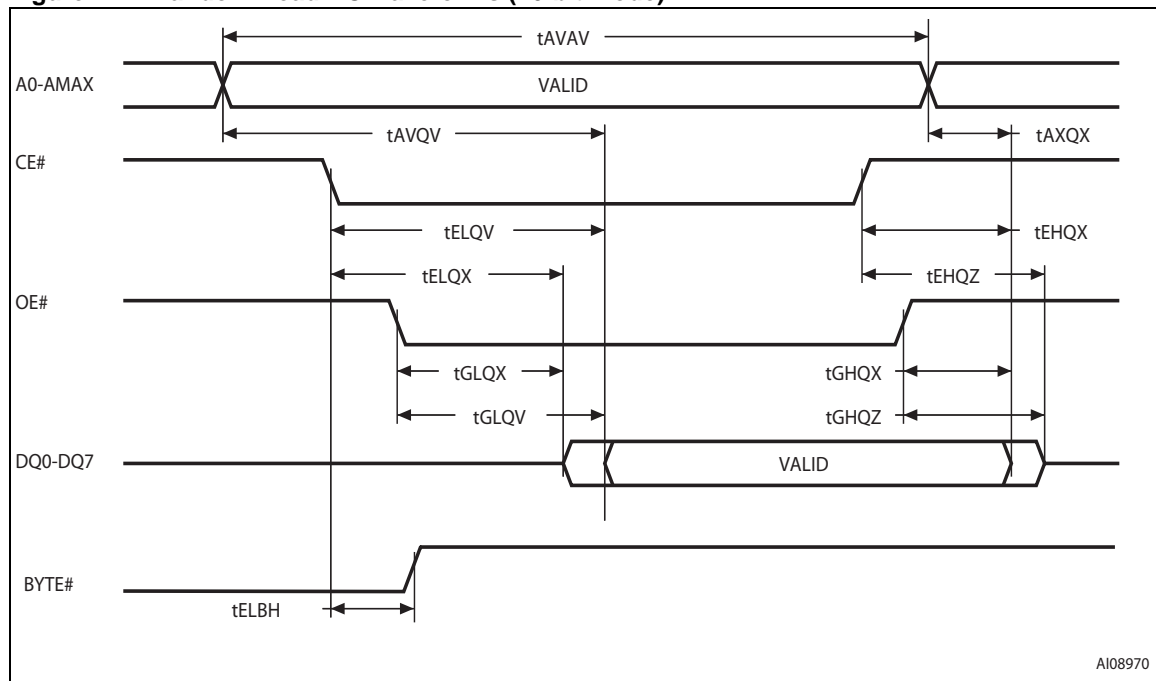 tAVAV
A0-AMAX
VALID
tAVQV
tAXQX
CE#
tELQV
tEHQX
tELQX
tEHQZ
OE#
tGLQX
tGHQX
tGLQV
tGHQZ
DQ0-DQ7
VALID
BYTE#
tELBH
AI08970